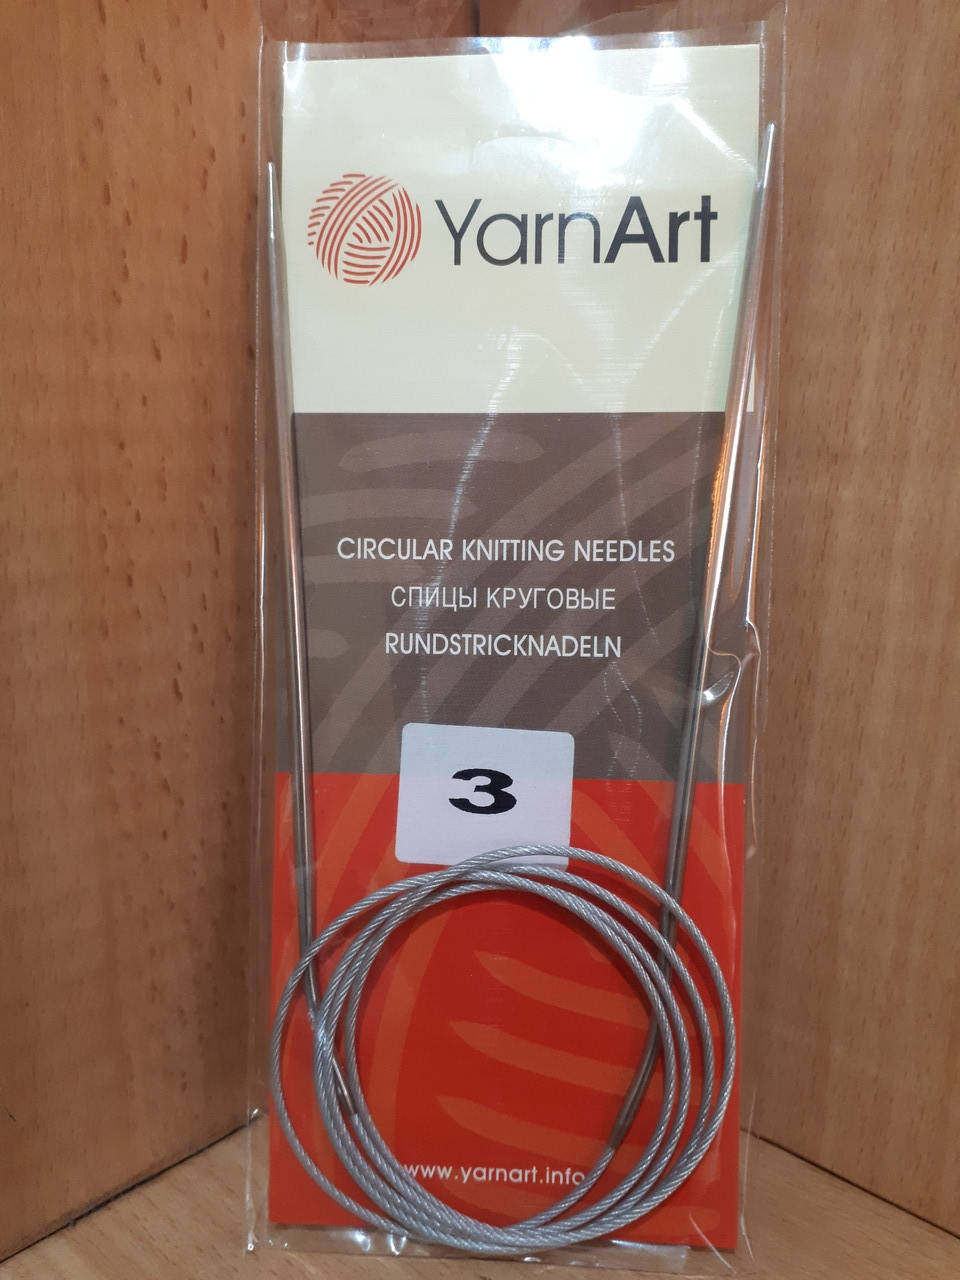 YarnArt
CIRCULAR KNITTING NEEDLES
СПИЦЫ КРУГОВЫЕ
RUNDSTRICKNADELN
3
www.yarnart.info